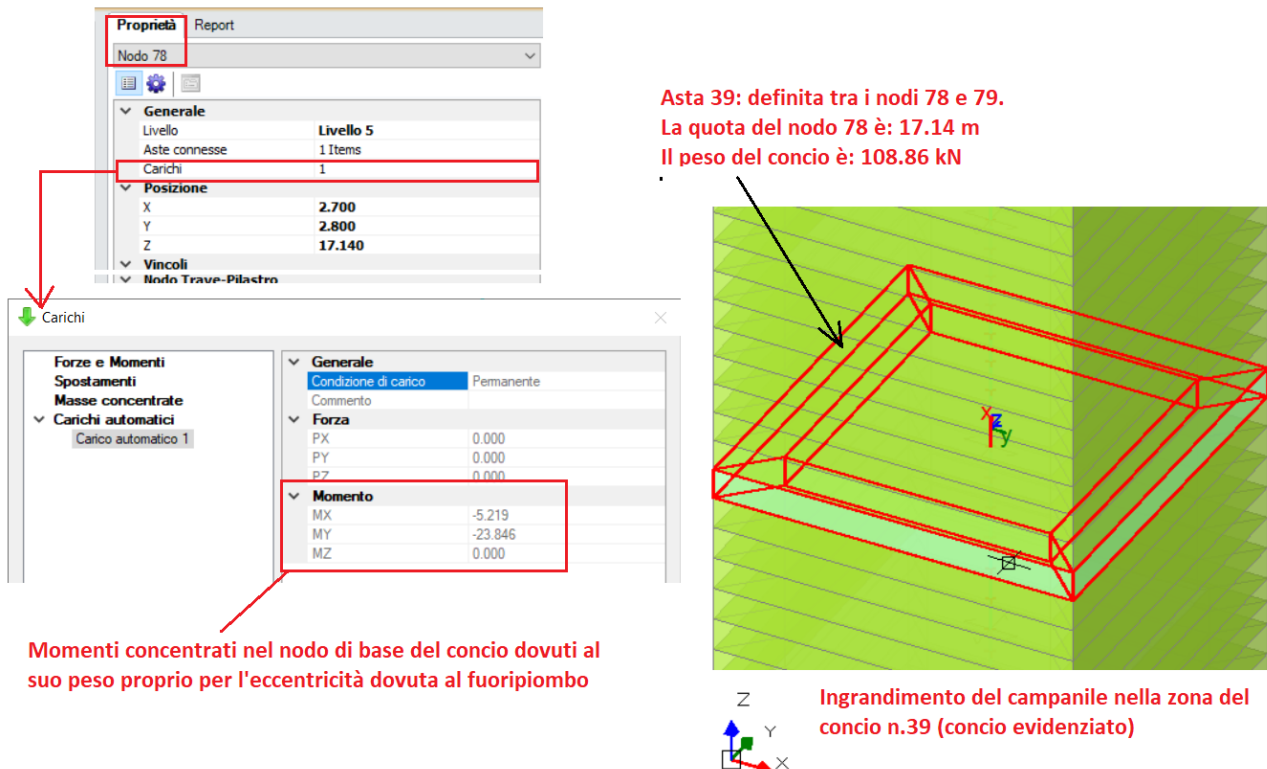 Proprietà Report
Nodo 78
Generale
Livello Livello 5
Aste connesse 1 Items
Carichi 1
Posizione
X 2.700
Y 2.800
Z 17.140
Vincoli
Nodo Trave-Pilastro
Asta 39: definita tra i nodi 78 e 79.
La quota del nodo 78 è: 17.14 m
Il peso del concio è: 108.86 kN
Carichi
Forze e Momenti
Spostamenti
Masse concentrate
Carichi automatici
Carico automatico 1
Generale
Condizione di carico Permanente
Commento
Forza
PX 0.000
PY 0.000
PZ 0.000
Momento
MX -5.219
MY -23.846
MZ 0.000
x
z
y
Momenti concentrati nel nodo di base del concio dovuti al
suo peso proprio per l'eccentricità dovuta al fuoripiombo
Z
Y
X
Ingrandimento del campanile nella zona del
concio n.39 (concio evidenziato)